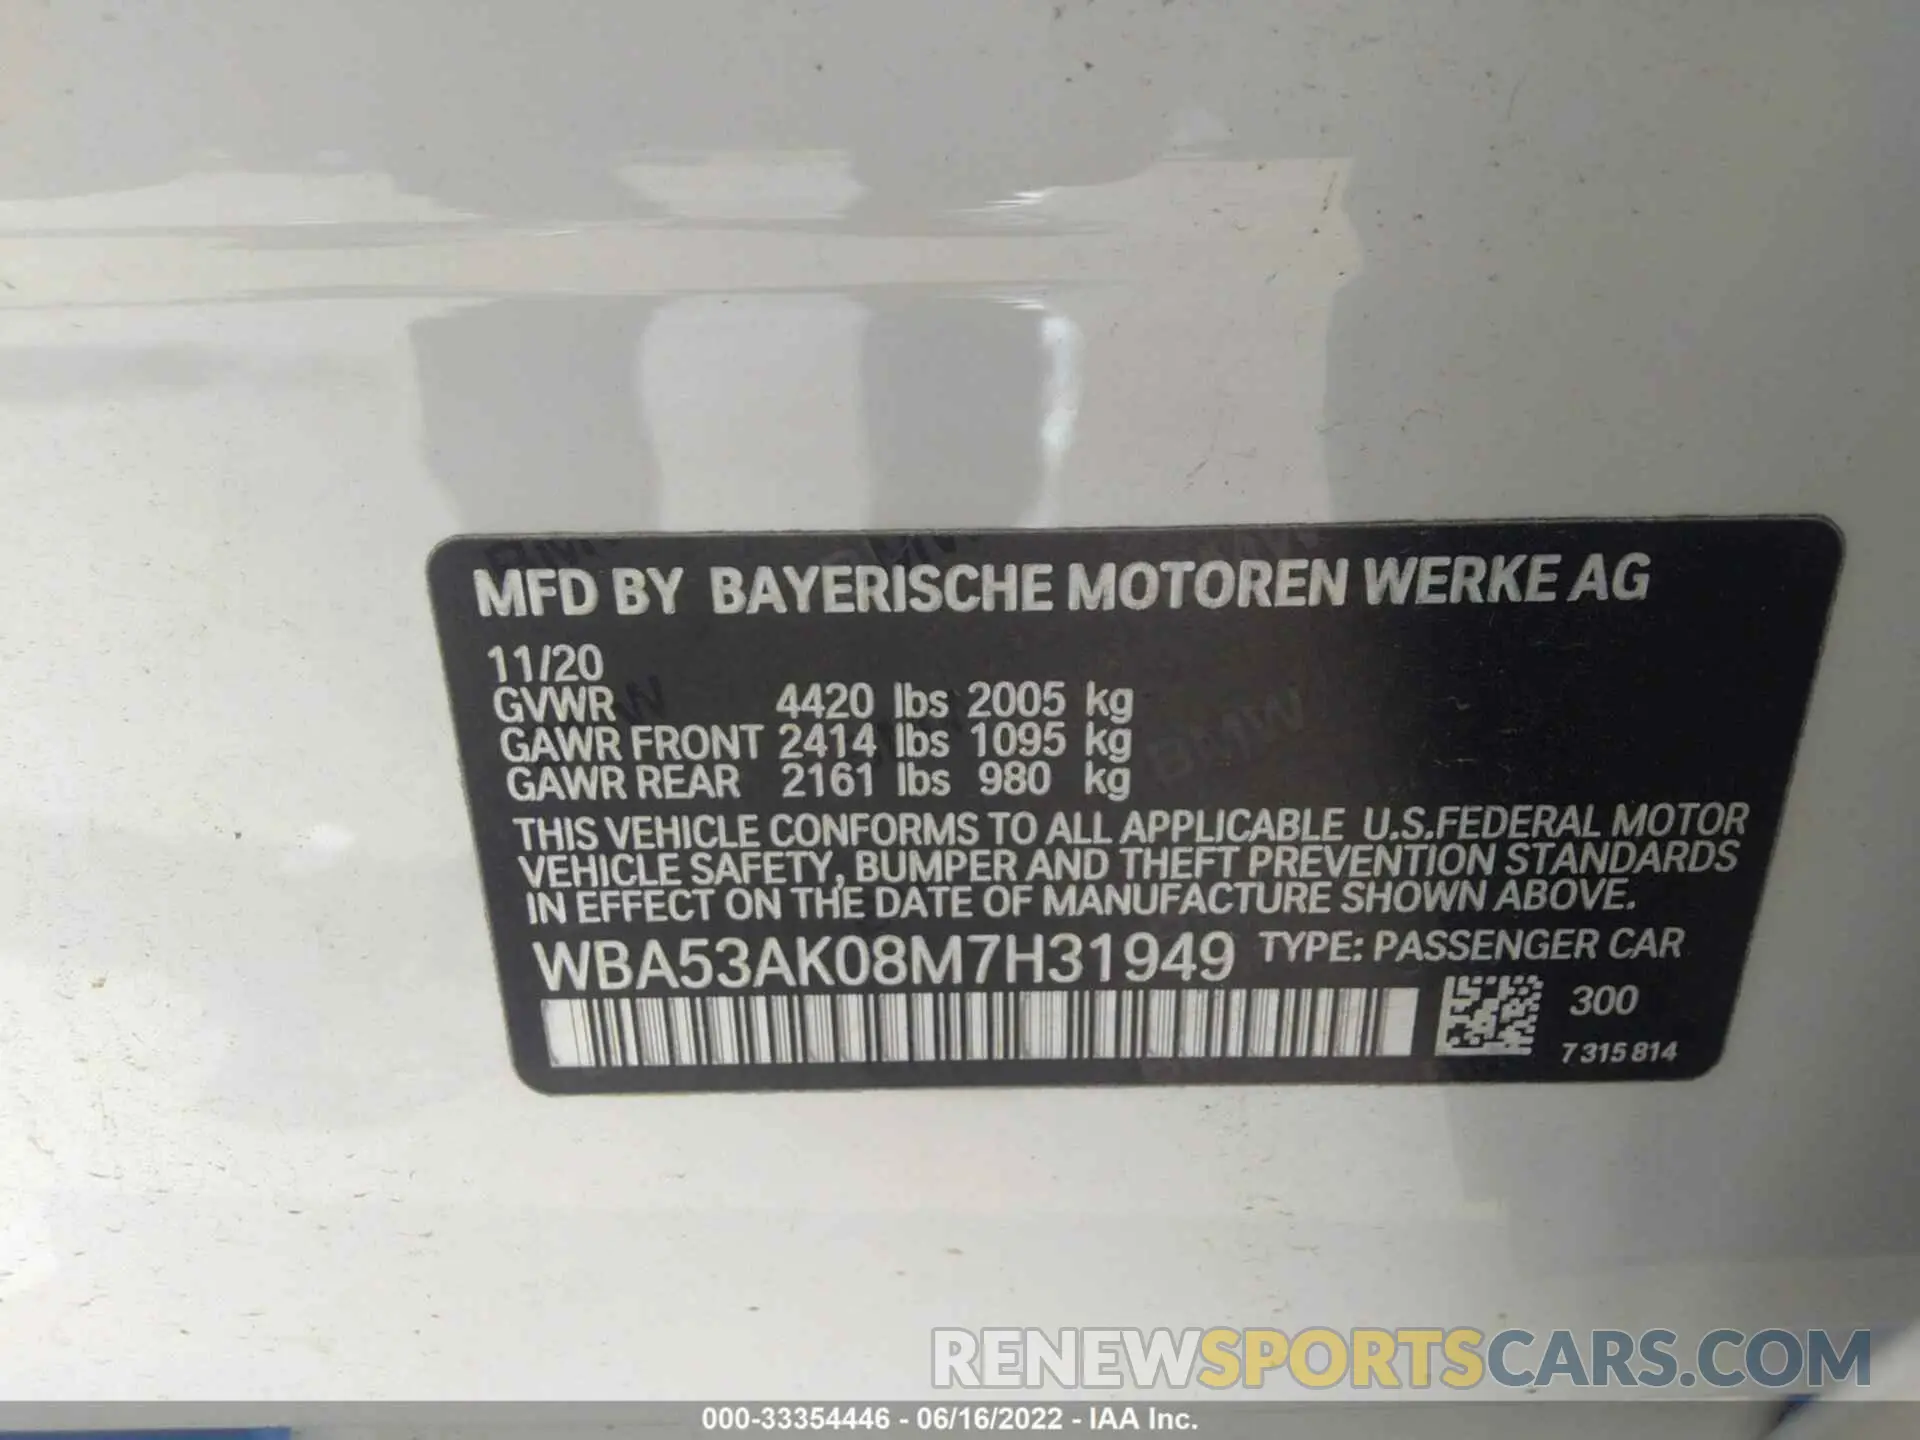 MFD BY BAYERISCHE MOTOREN WERKE AG
11/20
GVWR 4420 lbs 2005 kg
GAWR FRONT 2414 lbs 1095 kg
GAWR REAR 2161 lbs 980 kg
THIS VEHICLE CONFORMS TO ALL APPLICABLE U.S.FEDERAL MOTOR
VEHICLE SAFETY, BUMPER AND THEFT PREVENTION STANDARDS
IN EFFECT ON THE DATE OF MANUFACTURE SHOWN ABOVE.
WBA53AK08M7H31949 TYPE: PASSENGER CAR
300
7 315 814
RENEWSPORTSCARS.COM
000-33354446 - 06/16/2022 - IAA Inc.